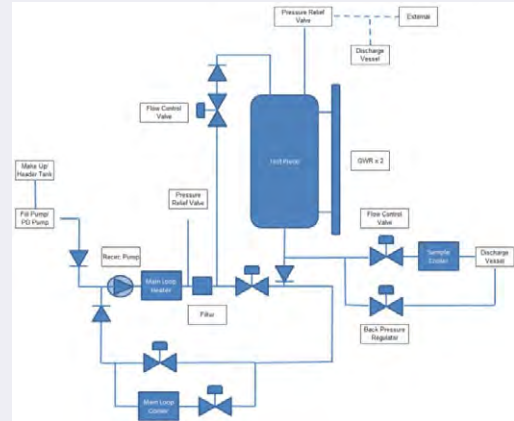 Pressure Relief
Valve
External
Discharge
Vessel
Flow Control
Valve
Hot Water
GWR x 2
Make Up/
Header Tank
Pressure
Relief Valve
Flow Control
Valve
Fill Pump/
PD Pump
Sample
Cooler
Discharge
Vessel
Recirc Pump
Main Loop
Heater
Filter
Back Pressure
Regulator
Main Loop
Cooler